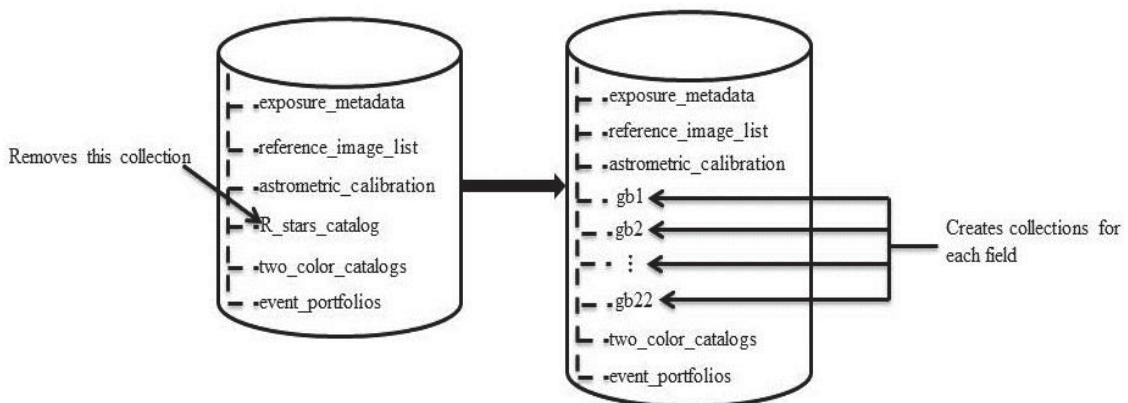 Removes this collection
exposure_metadata
reference_image_list
astrometric_calibration
R_stars_catalog
two_color_catalogs
event_portfolios
exposure_metadata
reference_image_list
astrometric_calibration
gb1
gb2
⋮
gb22
two_color_catalogs
event_portfolios
Creates collections for
each field